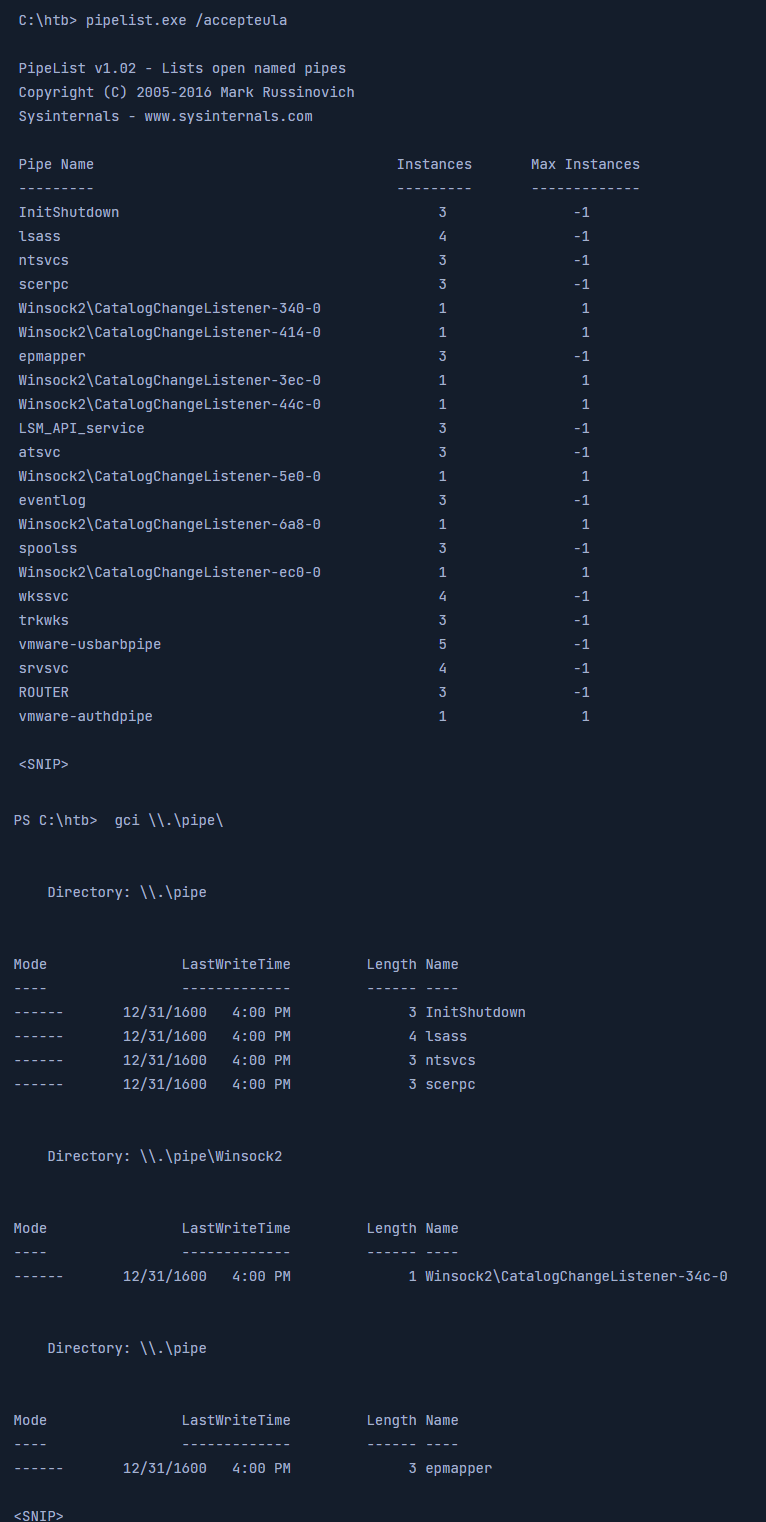 C:\htb> pipelist.exe /accepteula
PipeList v1.02 - Lists open named pipes
Copyright (C) 2005-2016 Mark Russinovich
Sysinternals - www.sysinternals.com
Pipe Name                                    Instances       Max Instances
---------                                    ---------       -------------
InitShutdown                                      3               -1
lsass                                             4               -1
ntsvcs                                            3               -1
scerpc                                            3               -1
Winsock2\CatalogChangeListener-340-0              1                1
Winsock2\CatalogChangeListener-414-0              1                1
epmapper                                          3               -1
Winsock2\CatalogChangeListener-3ec-0              1                1
Winsock2\CatalogChangeListener-44c-0              1                1
LSM_API_service                                   3               -1
atsvc                                             3               -1
Winsock2\CatalogChangeListener-5e0-0              1                1
eventlog                                          3               -1
Winsock2\CatalogChangeListener-6a8-0              1                1
spoolss                                           3               -1
Winsock2\CatalogChangeListener-ec0-0              1                1
wkssvc                                            4               -1
trkwks                                            3               -1
vmware-usbarbpipe                                 5               -1
srvsvc                                            4               -1
ROUTER                                            3               -1
vmware-authdpipe                                  1                1
<SNIP>
PS C:\htb>  gci \\.\pipe\
    Directory: \\.\pipe
Mode                LastWriteTime         Length Name
----                -------------         ------ ----
------       12/31/1600   4:00 PM              3 InitShutdown
------       12/31/1600   4:00 PM              4 lsass
------       12/31/1600   4:00 PM              3 ntsvcs
------       12/31/1600   4:00 PM              3 scerpc
    Directory: \\.\pipe\Winsock2
Mode                LastWriteTime         Length Name
----                -------------         ------ ----
------       12/31/1600   4:00 PM              1 Winsock2\CatalogChangeListener-34c-0
    Directory: \\.\pipe
Mode                LastWriteTime         Length Name
----                -------------         ------ ----
------       12/31/1600   4:00 PM              3 epmapper
<SNIP>